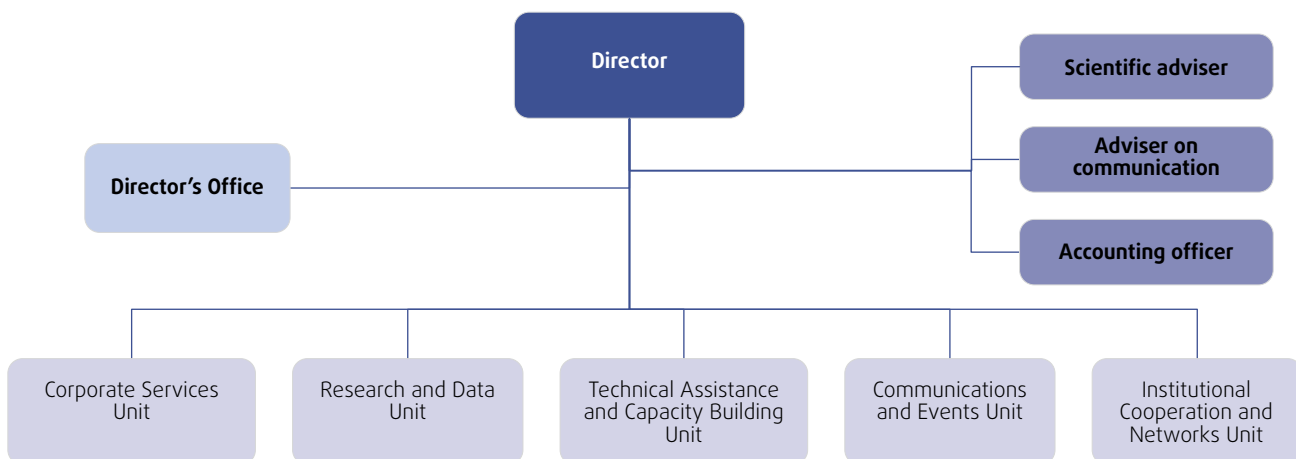 Director
Scientific adviser
Adviser on
communication
Director’s Office
Accounting officer
Corporate Services
Unit
Research and Data
Unit
Technical Assistance
and Capacity Building
Unit
Communications
and Events Unit
Institutional
Cooperation and
Networks Unit